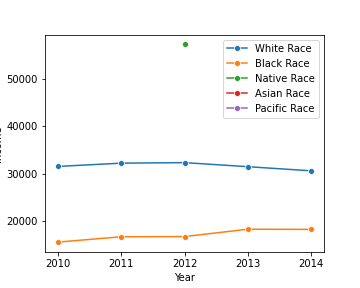 White Race
Black Race
Native Race
Asian Race
Pacific Race
50000
40000
30000
20000
2010 2011 2012 2013 2014
Year